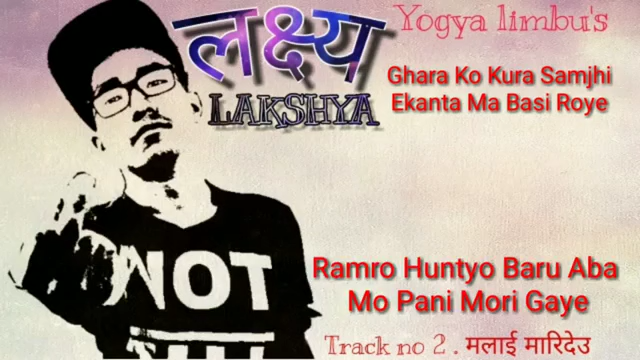 लक्ष्य
LAKSHYA
Yogya limbu's
Ghara Ko Kura Samjhi
Ekanta Ma Basi Roye
NOT
Ramro Huntyo Baru Aba
Mo Pani Mori Gaye
Track no 2 . मलाई मारिदेउ